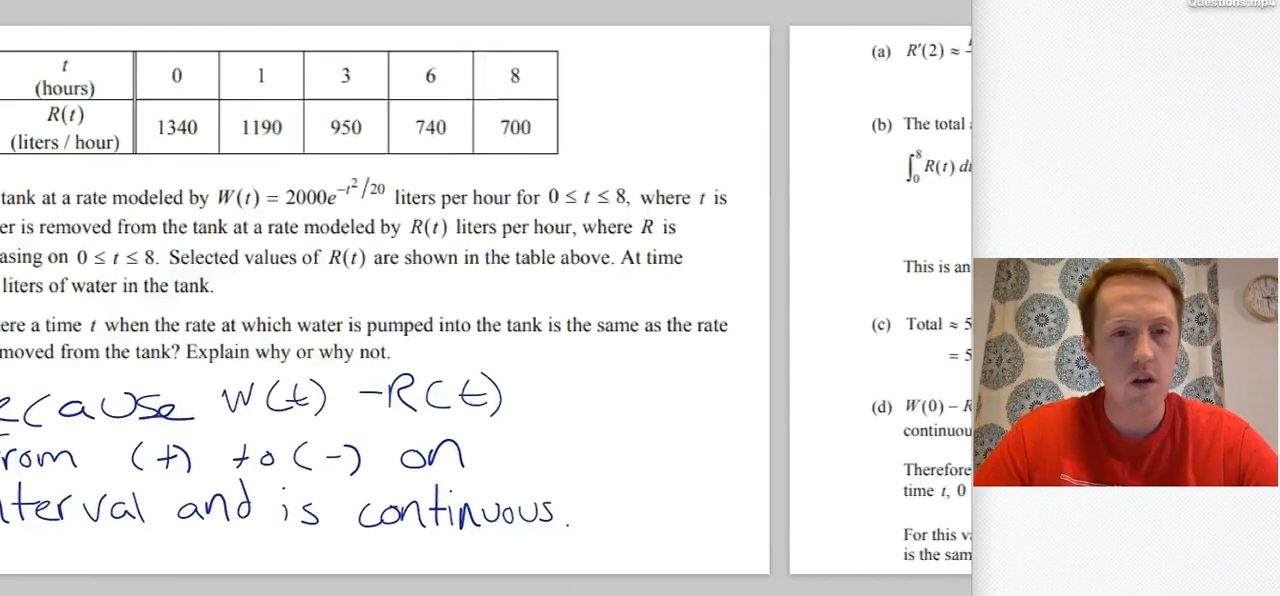 Questions.mp4
t
(hours)
0
1
3
6
8
R(t)
(liters / hour)
1340
1190
950
740
700
tank at a rate modeled by W(t) = 2000e^{-t²/20} liters per hour for 0 ≤ t ≤ 8, where t is
er is removed from the tank at a rate modeled by R(t) liters per hour, where R is
asing on 0 ≤ t ≤ 8. Selected values of R(t) are shown in the table above. At time
liters of water in the tank.
ere a time t when the rate at which water is pumped into the tank is the same as the rate
moved from the tank? Explain why or why not.
ecause W(t) -R(t)
rom (+) to (-) on
nterval and is continuous.
(a) R′(2) ≈
(b) The total
∫₀⁸ R(t) d
This is an
(c) Total ≈ 5
= 5
(d) W(0) – R
continuou
Therefore
time t, 0
For this v
is the sam